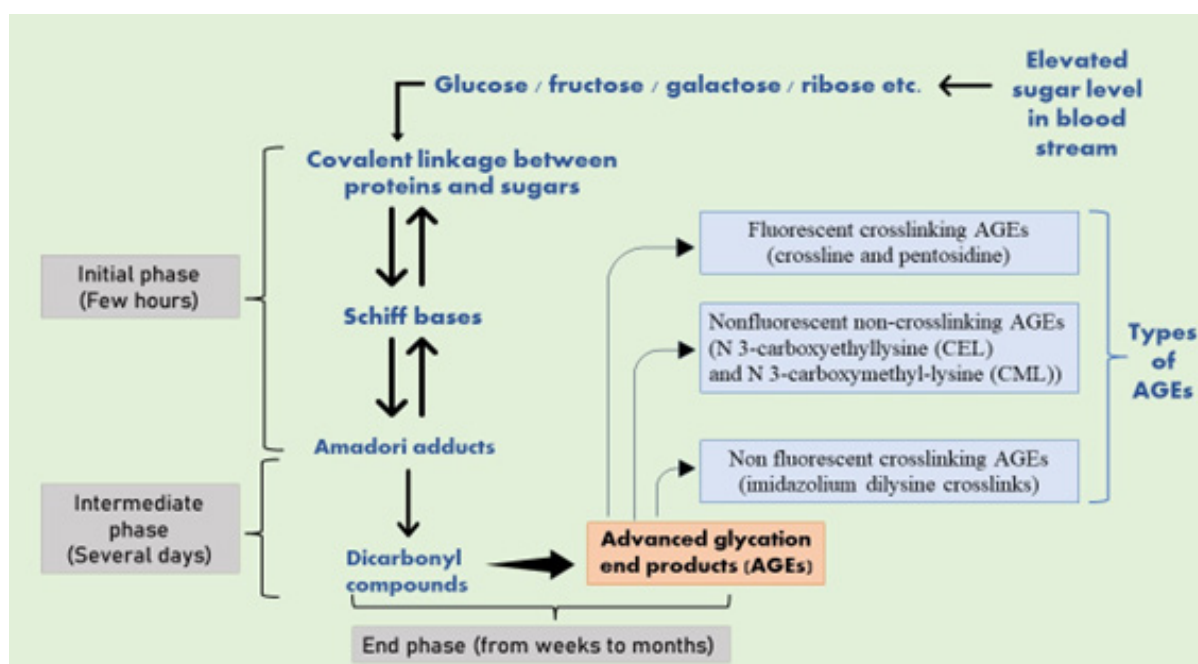 Glucose / fructose / galactose / ribose etc.
Elevated
sugar level
in blood
stream
Covalent linkage between
proteins and sugars
Initial phase
(Few hours)
Schiff bases
Amadori adducts
Intermediate
phase
(Several days)
Dicarbonyl
compounds
Advanced glycation
end products (AGEs)
End phase (from weeks to months)
Fluorescent crosslinking AGEs
(crossline and pentosidine)
Nonfluorescent non-crosslinking AGEs
(N 3-carboxyethyllysine (CEL)
and N 3-carboxymethyl-lysine (CML))
Non fluorescent crosslinking AGEs
(imidazolium dilysine crosslinks)
Types
of
AGEs